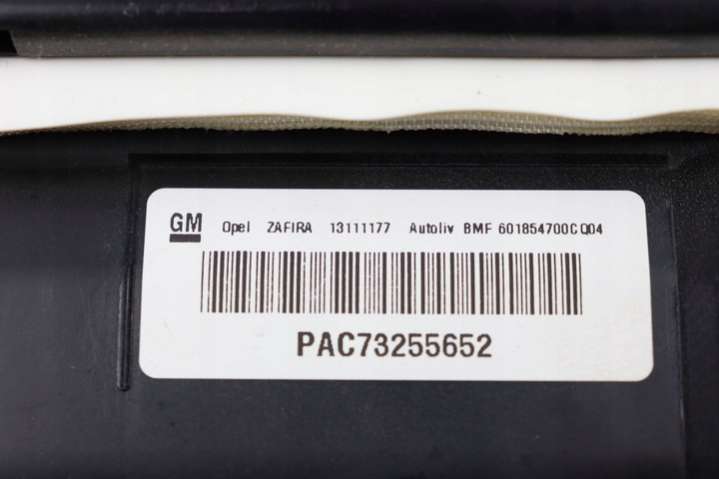 GM Opel ZAFIRA 13111177 Autoliv BMF 601854700C Q04
PAC73255652